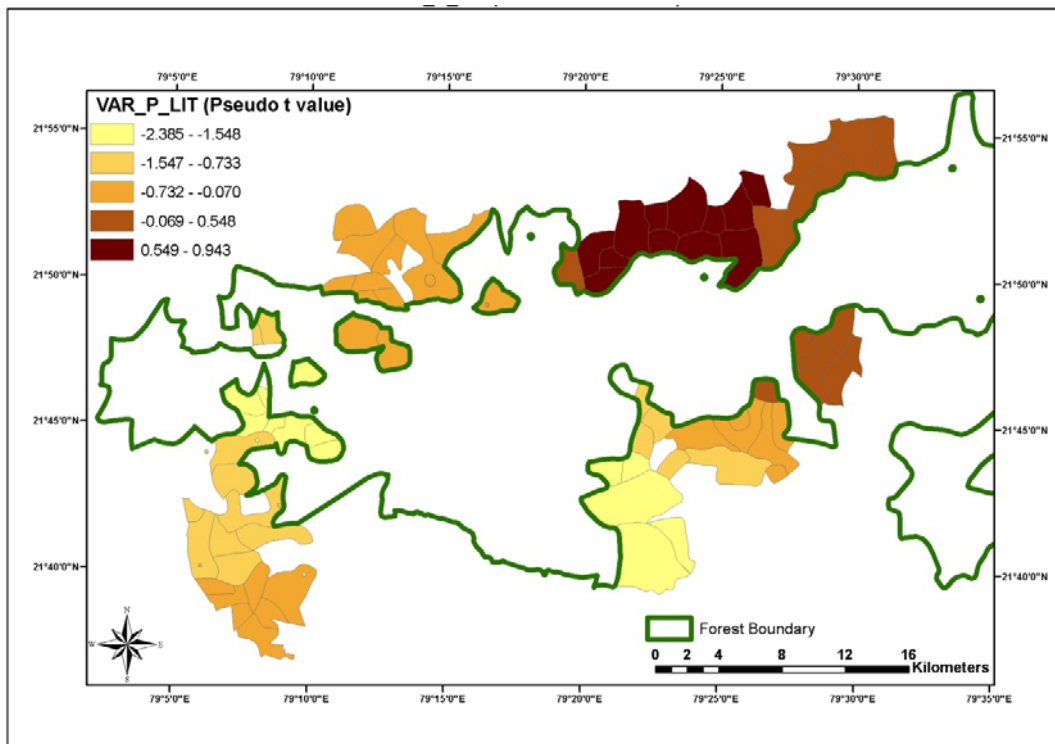 79°5'0"E 79°10'0"E 79°15'0"E 79°20'0"E 79°25'0"E 79°30'0"E
VAR_P_LIT (Pseudo t value)
-2.385 - -1.548
-1.547 - -0.733
-0.732 - -0.070
-0.069 - 0.548
0.549 - 0.943
21°55'0"N 21°55'0"N
21°50'0"N 21°50'0"N
21°45'0"N 21°45'0"N
21°40'0"N 21°40'0"N
N
W E
S
Forest Boundary
0 2 4 8 12 16
Kilometers
79°5'0"E 79°10'0"E 79°15'0"E 79°20'0"E 79°25'0"E 79°30'0"E 79°35'0"E